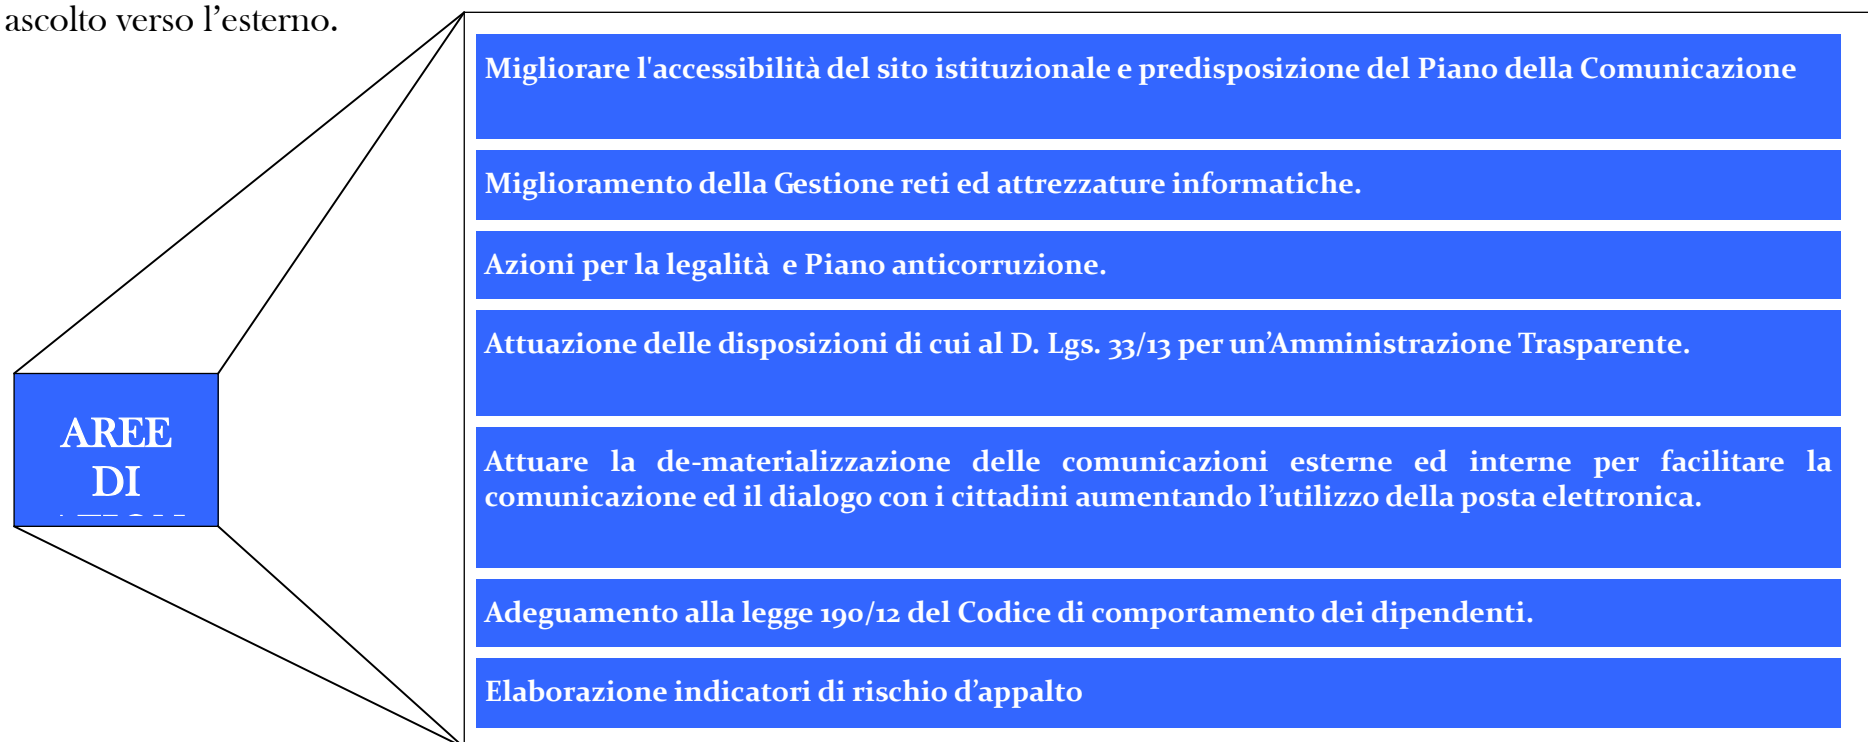 ascolto verso l’esterno.
Migliorare l'accessibilità del sito istituzionale e predisposizione del Piano della Comunicazione
Miglioramento della Gestione reti ed attrezzature informatiche.
Azioni per la legalità  e Piano anticorruzione.
Attuazione delle disposizioni di cui al D. Lgs. 33/13 per un’Amministrazione Trasparente.
AREE
DI
Attuare la de-materializzazione delle comunicazioni esterne ed interne per facilitare la
comunicazione ed il dialogo con i cittadini aumentando l’utilizzo della posta elettronica.
Adeguamento alla legge 190/12 del Codice di comportamento dei dipendenti.
Elaborazione indicatori di rischio d’appalto